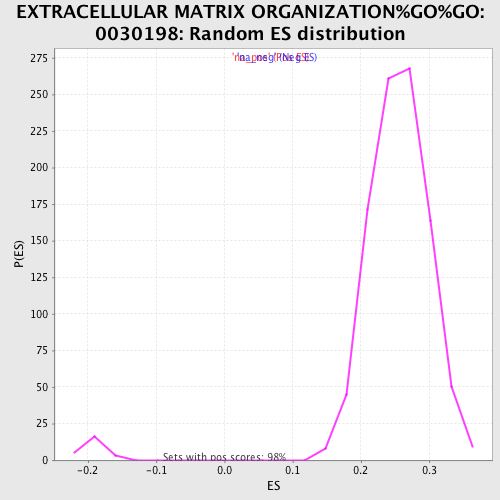 EXTRACELLULAR MATRIX ORGANIZATION%GO%GO:
0030198: Random ES distribution
275
250
225
200
175
150
125
100
75
50
25
0
P(ES)
Sets with pos scores: 98%
-0.2 -0.1 0.0 0.1 0.2 0.3
ES